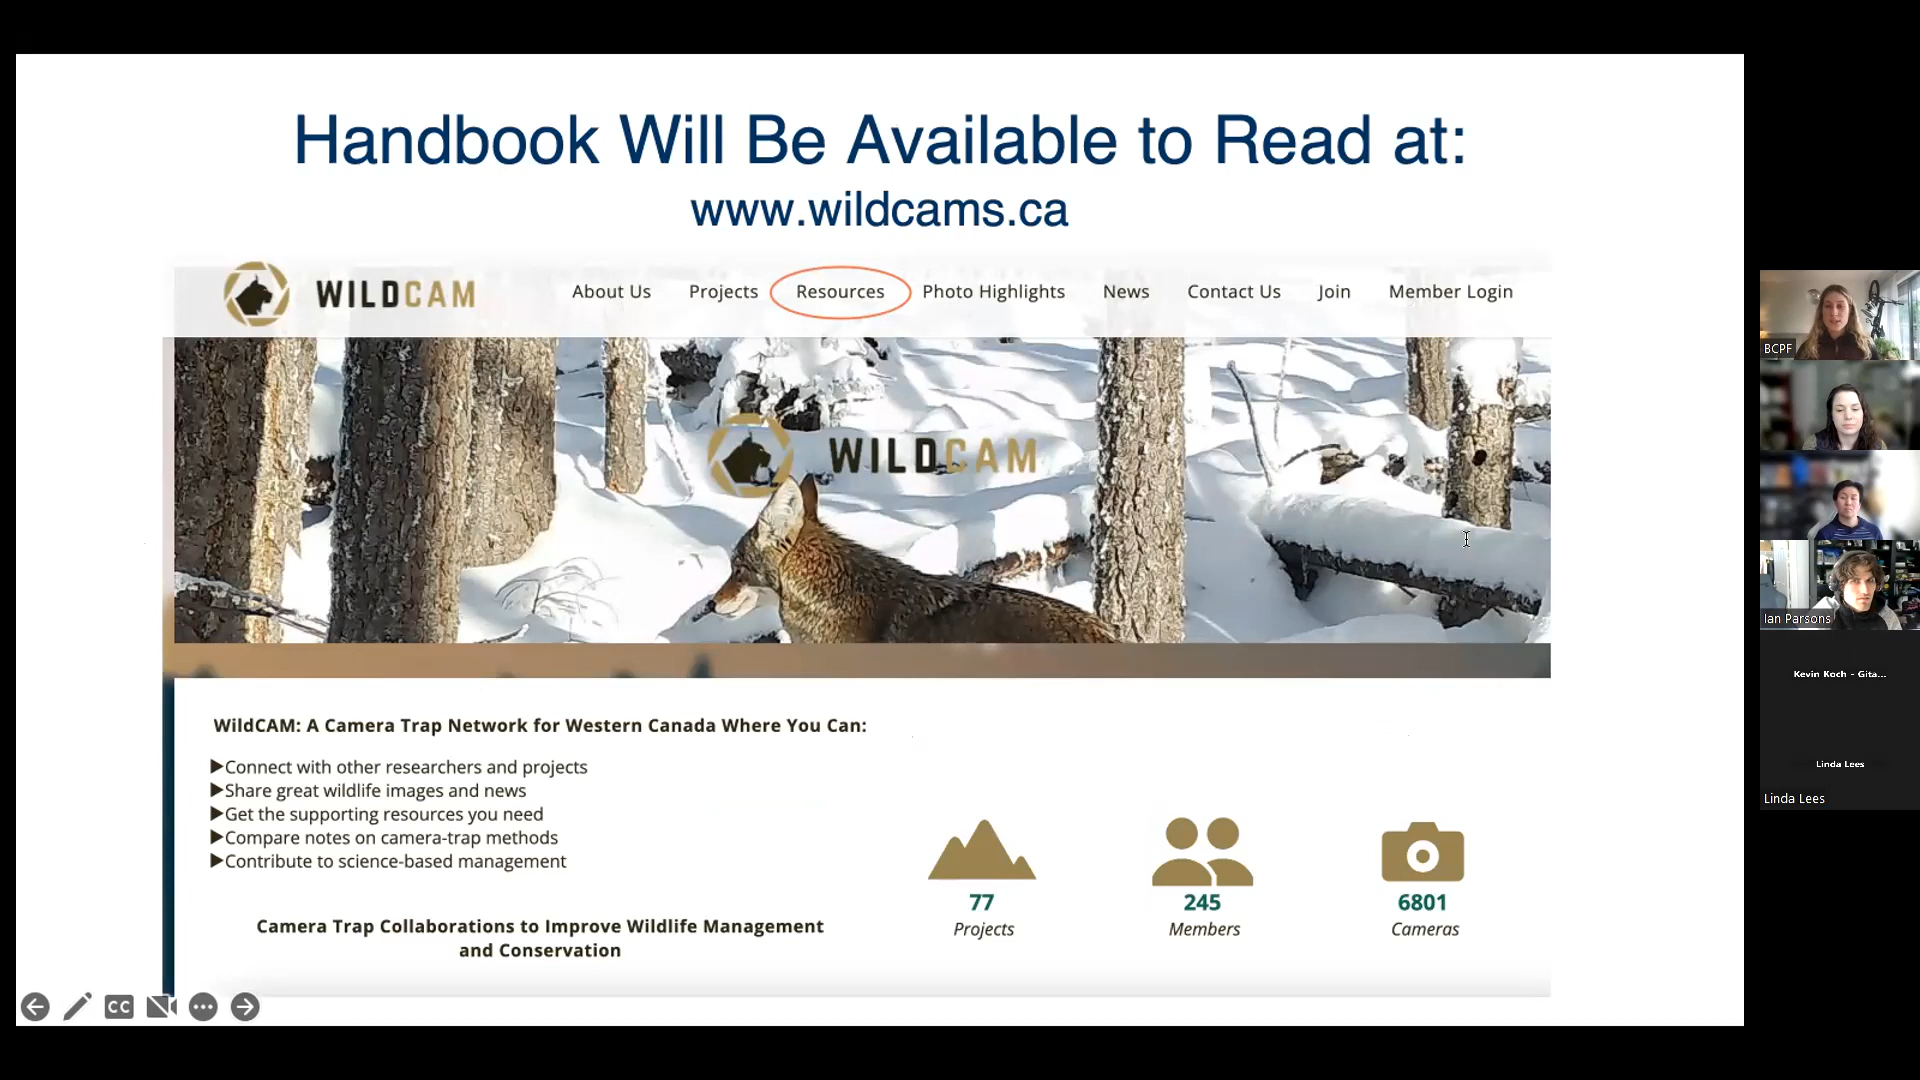 Handbook Will Be Available to Read at:
www.wildcams.ca
WILDCAM
About Us
Projects
Resources
Photo Highlights
News
Contact Us
Join
Member Login
WILDCAM
WildCAM: A Camera Trap Network for Western Canada Where You Can:
▶Connect with other researchers and projects
▶Share great wildlife images and news
▶Get the supporting resources you need
▶Compare notes on camera-trap methods
▶Contribute to science-based management
Camera Trap Collaborations to Improve Wildlife Management
and Conservation
77
Projects
245
Members
6801
Cameras
CC
BCPF
Ian Parsons
Kevin Koch - Gita...
Linda Lees
Linda Lees